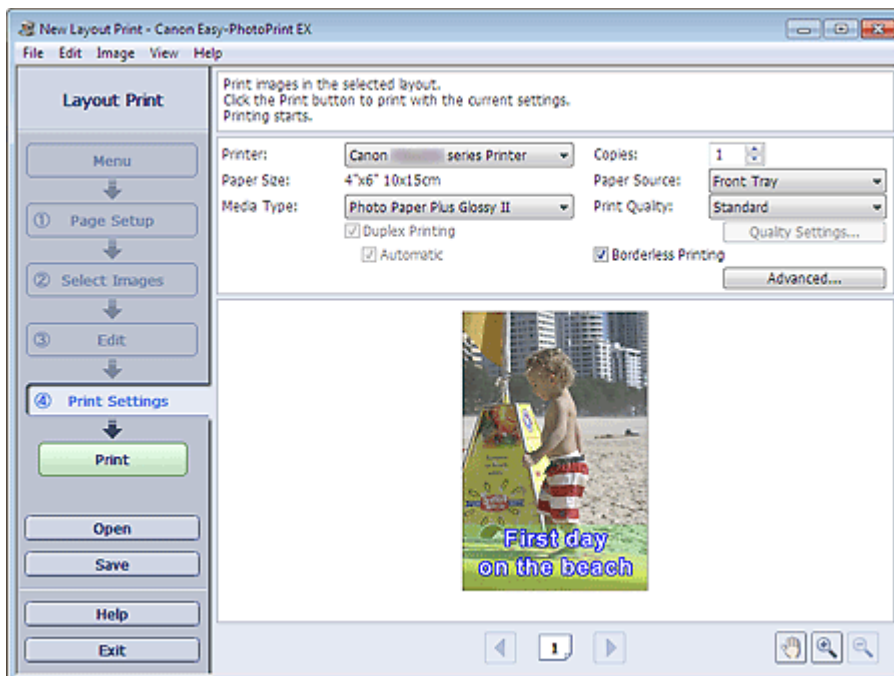 New Layout Print - Canon Easy-PhotoPrint EX
File Edit Image View Help
Layout Print
Menu
① Page Setup
② Select Images
③ Edit
④ Print Settings
Print
Open
Save
Help
Exit
Print images in the selected layout.
Click the Print button to print with the current settings.
Printing starts.
Printer: Canon series Printer Copies: 1
Paper Size: 4"x6" 10x15cm Paper Source: Front Tray
Media Type: Photo Paper Plus Glossy II Print Quality: Standard
Duplex Printing Quality Settings...
Automatic Borderless Printing
Advanced...
First day
on the beach
1